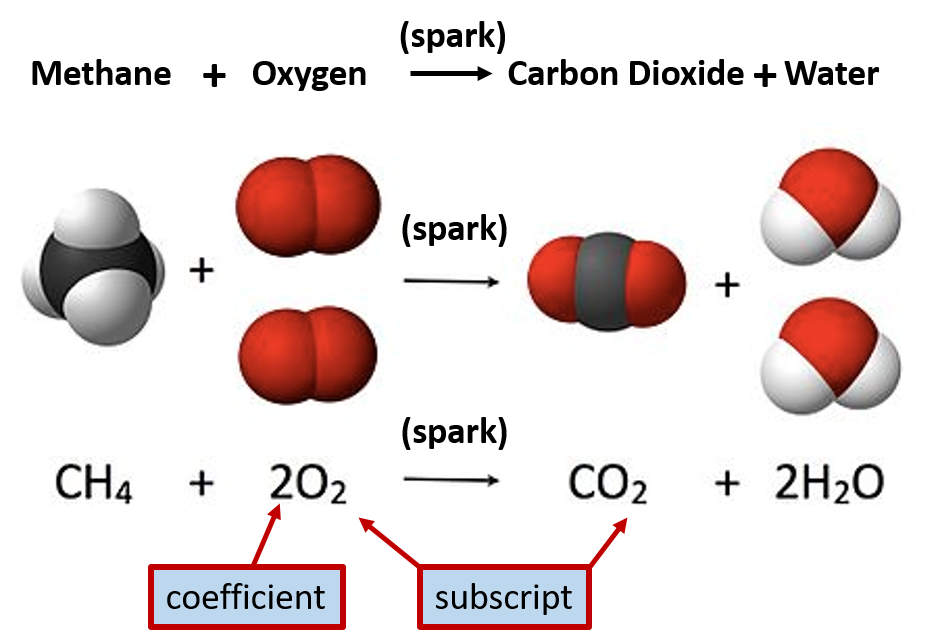 (spark)
Methane + Oxygen → Carbon Dioxide + Water
(spark)
+ → +
(spark)
CH₄ + 2O₂ → CO₂ + 2H₂O
coefficient subscript